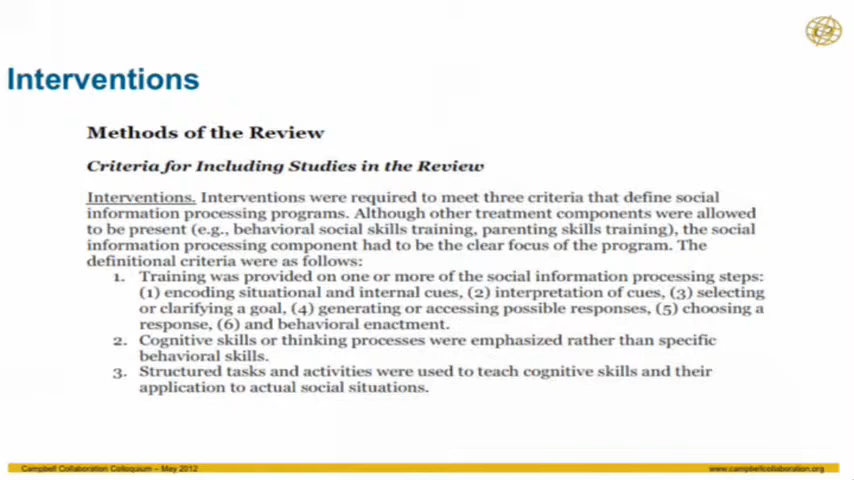 Interventions
Methods of the Review
Criteria for Including Studies in the Review
Interventions. Interventions were required to meet three criteria that define social
information processing programs. Although other treatment components were allowed
to be present (e.g., behavioral social skills training, parenting skills training), the social
information processing component had to be the clear focus of the program. The
definitional criteria were as follows:
1. Training was provided on one or more of the social information processing steps:
(1) encoding situational and internal cues, (2) interpretation of cues, (3) selecting
or clarifying a goal, (4) generating or accessing possible responses, (5) choosing a
response, (6) and behavioral enactment.
2. Cognitive skills or thinking processes were emphasized rather than specific
behavioral skills.
3. Structured tasks and activities were used to teach cognitive skills and their
application to actual social situations.
Campbell Collaboration Colloquium – May 2012
www.campbellcollaboration.org